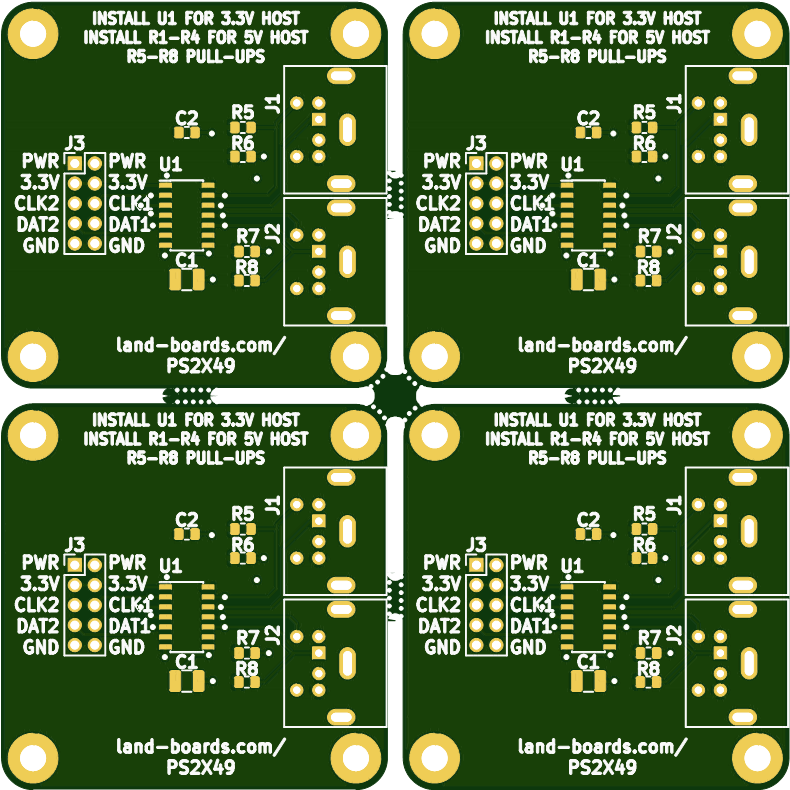 INSTALL U1 FOR 3.3V HOST
INSTALL R1-R4 FOR 5V HOST
R5-R8 PULL-UPS
J1
C2
R5
R6
J3
U1
PWR PWR
3.3V 3.3V
CLK2 CLK1
DAT2 DAT1
GND GND
J2
R7
C1
R8
land-boards.com/
PS2X49
INSTALL U1 FOR 3.3V HOST
INSTALL R1-R4 FOR 5V HOST
R5-R8 PULL-UPS
J1
C2
R5
R6
J3
U1
PWR PWR
3.3V 3.3V
CLK2 CLK1
DAT2 DAT1
GND GND
J2
R7
C1
R8
land-boards.com/
PS2X49
INSTALL U1 FOR 3.3V HOST
INSTALL R1-R4 FOR 5V HOST
R5-R8 PULL-UPS
J1
C2
R5
R6
J3
U1
PWR PWR
3.3V 3.3V
CLK2 CLK1
DAT2 DAT1
GND GND
J2
R7
C1
R8
land-boards.com/
PS2X49
INSTALL U1 FOR 3.3V HOST
INSTALL R1-R4 FOR 5V HOST
R5-R8 PULL-UPS
J1
C2
R5
R6
J3
U1
PWR PWR
3.3V 3.3V
CLK2 CLK1
DAT2 DAT1
GND GND
J2
R7
C1
R8
land-boards.com/
PS2X49